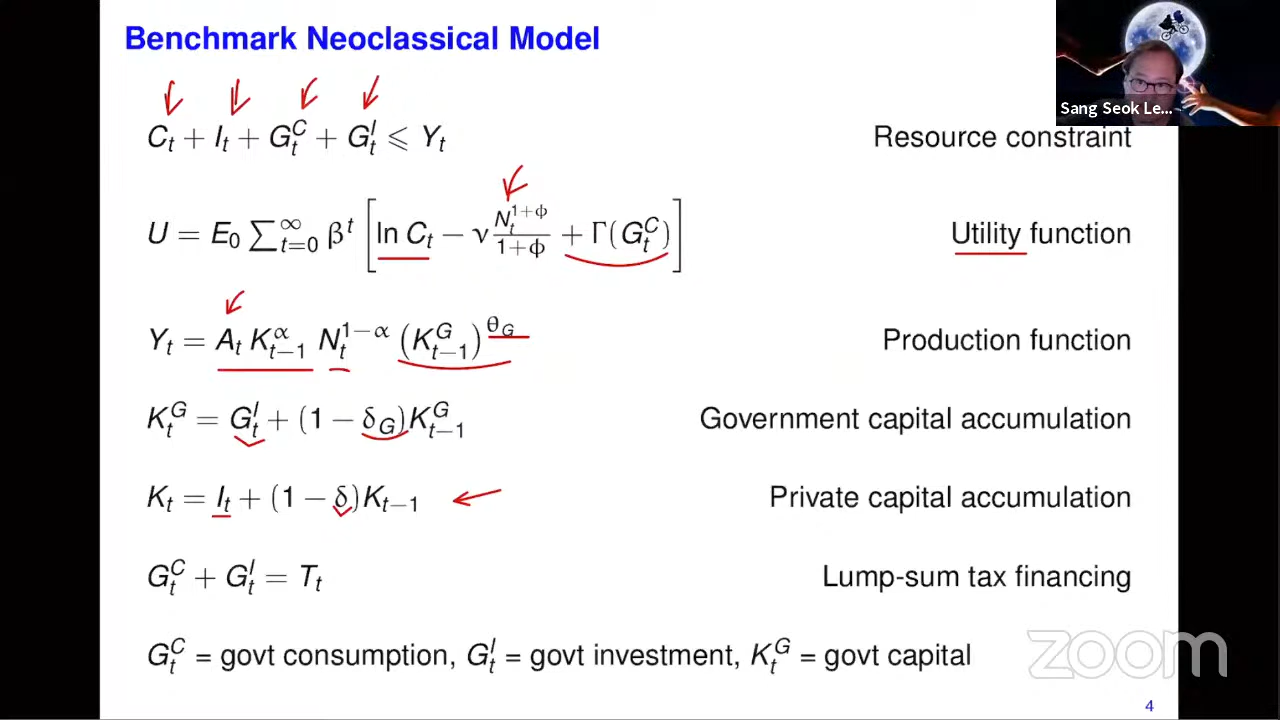 Benchmark Neoclassical Model
Sang Seok Le...
C_t + I_t + G_t^C + G_t^I ⩽ Y_t Resource constraint
U = E_0 ∑_{t=0}^∞ β^t [ln C_t − ν N_t^{1+ϕ}/(1+ϕ) + Γ(G_t^C)] Utility function
Y_t = A_t K_{t−1}^α N_t^{1−α} (K_{t−1}^G)^{θ_G} Production function
K_t^G = G_t^I + (1 − δ_G)K_{t−1}^G Government capital accumulation
K_t = I_t + (1 − δ)K_{t−1} Private capital accumulation
G_t^C + G_t^I = T_t Lump-sum tax financing
G_t^C = govt consumption, G_t^I = govt investment, K_t^G = govt capital
zoom
4